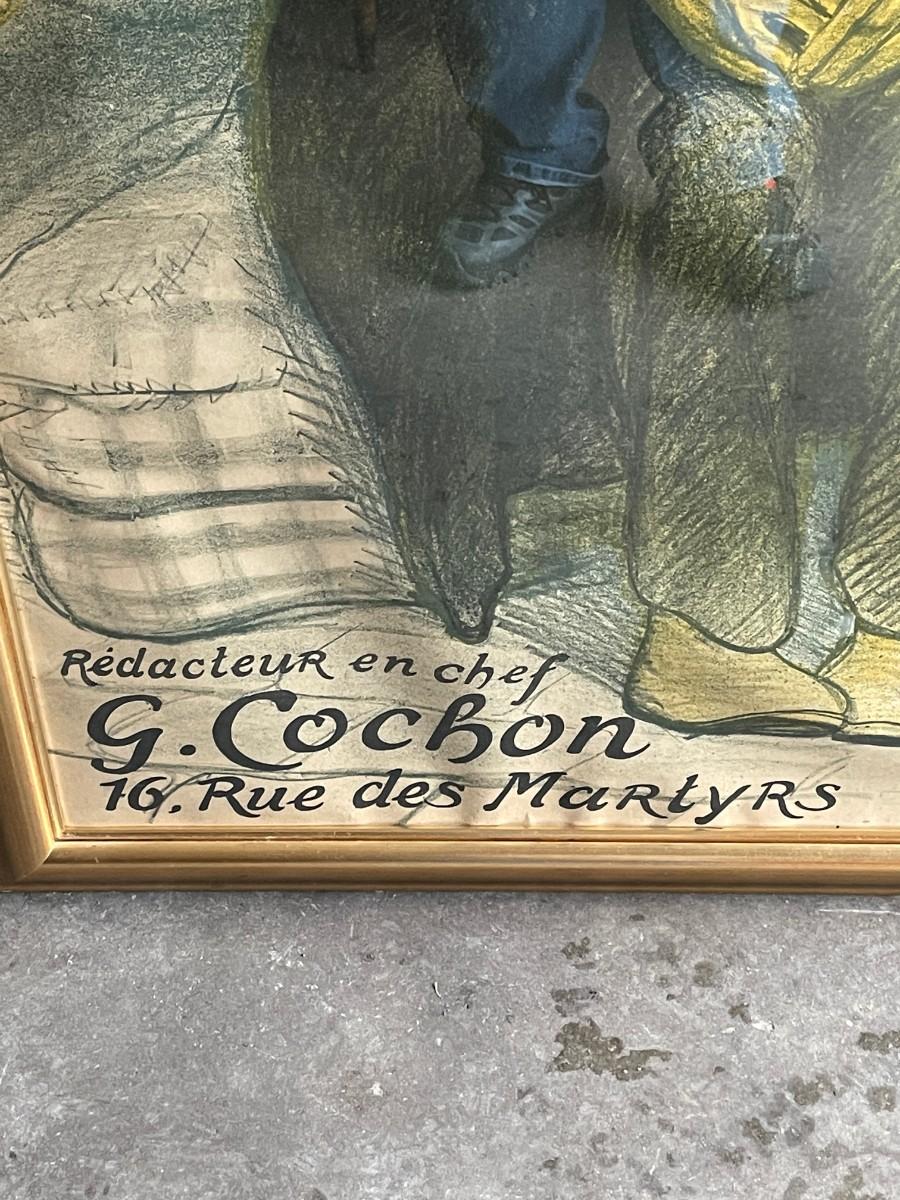 Rédacteur en chef
G. Cochon
16, Rue des Martyrs